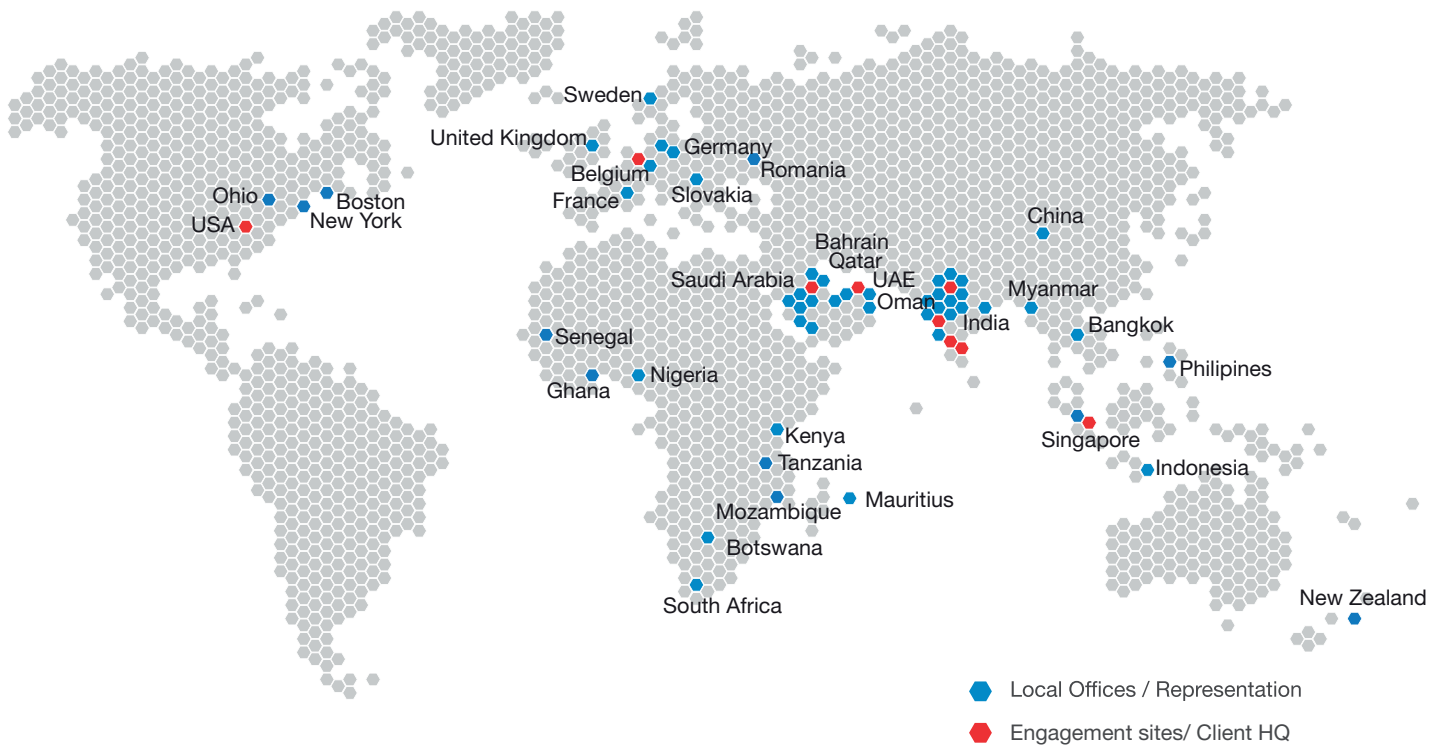 Sweden
United Kingdom
Germany
Belgium
Romania
France
Slovakia
Ohio
Boston
New York
USA
China
Bahrain
Qatar
Saudi Arabia
UAE
Oman
Myanmar
India
Bangkok
Senegal
Philipines
Ghana
Nigeria
Kenya
Singapore
Tanzania
Indonesia
Mauritius
Mozambique
Botswana
South Africa
New Zealand
Local Offices / Representation
Engagement sites/ Client HQ